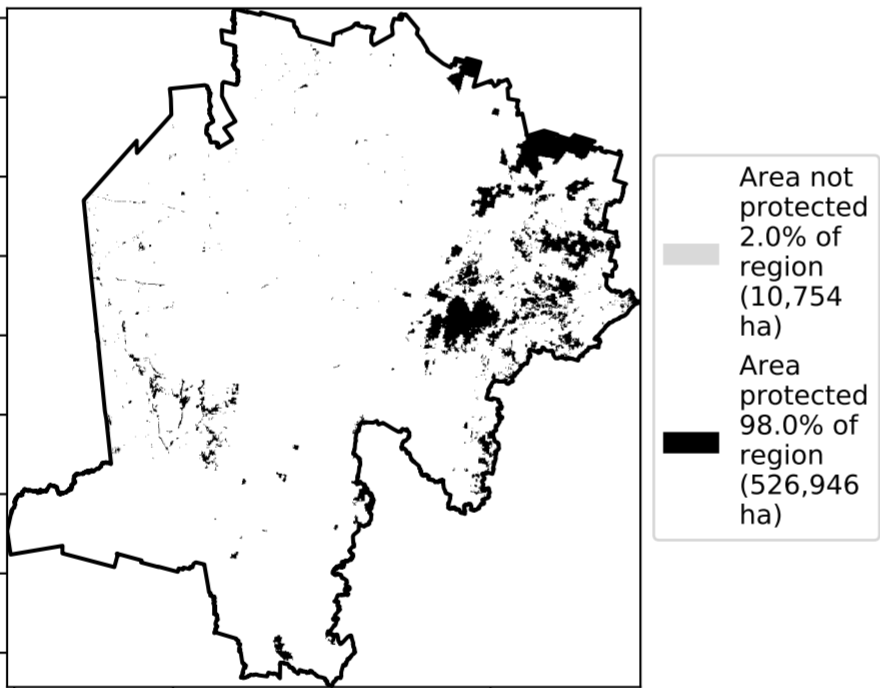 Area not
protected
2.0% of
region
(10,754
ha)
Area
protected
98.0% of
region
(526,946
ha)